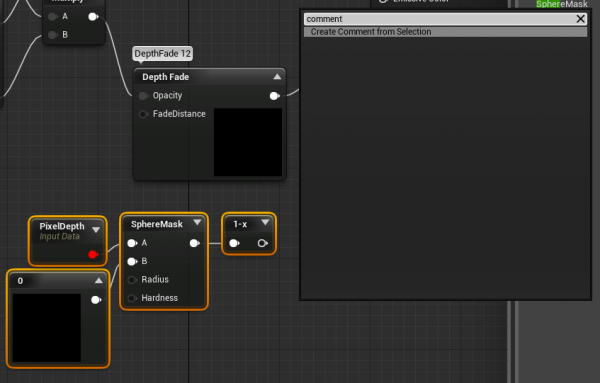 Multiply
A
B
Emissive Color
SphereMask
comment
Create Comment from Selection
DepthFade 12
Depth Fade
Opacity
FadeDistance
PixelDepth
Input Data
SphereMask
A
B
Radius
Hardness
1-x
0